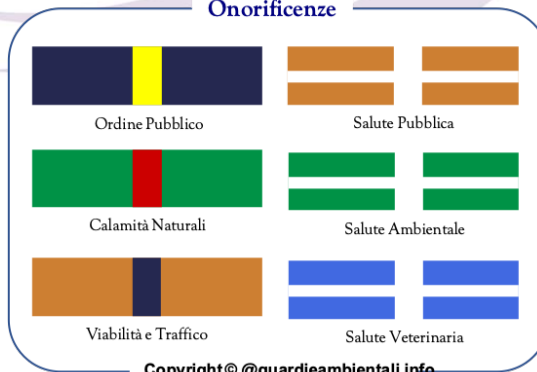 Onorificenze
Ordine Pubblico
Salute Pubblica
Calamità Naturali
Salute Ambientale
Viabilità e Traffico
Salute Veterinaria
Copyright© @guardieambientali.info